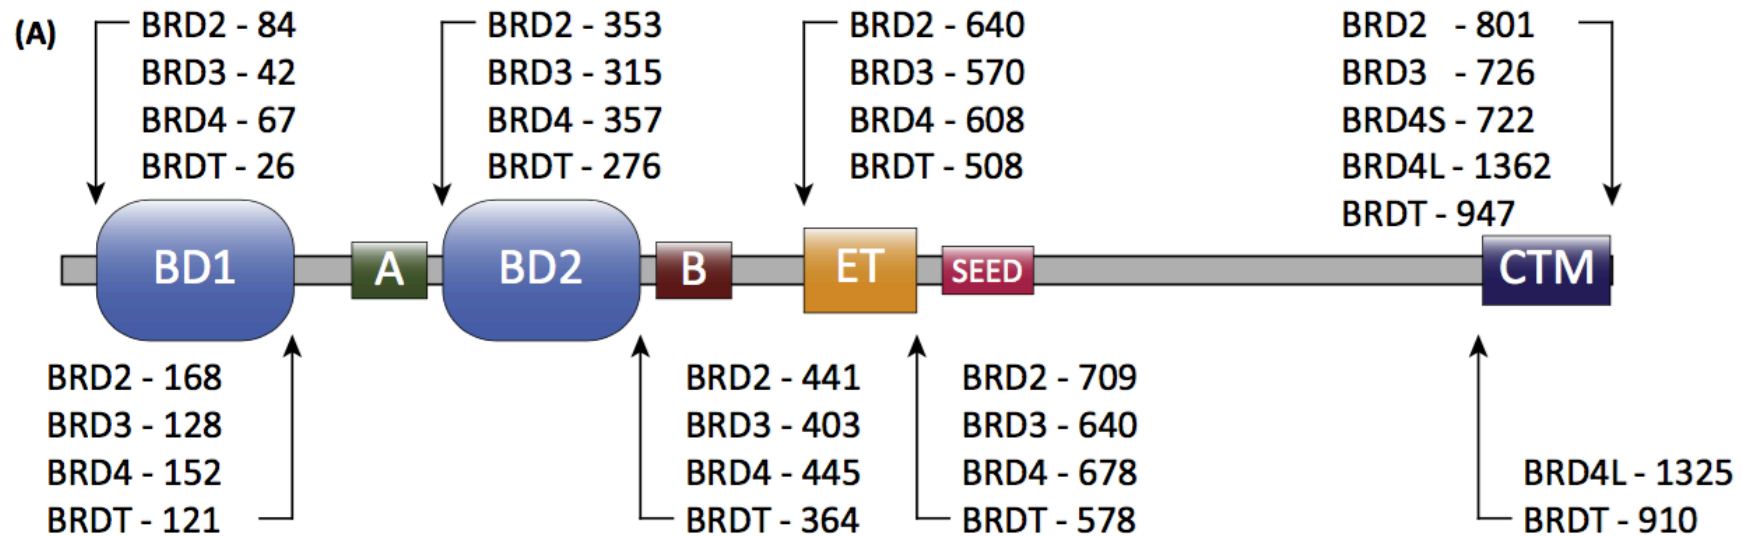 (A)
BRD2 - 84
BRD3 - 42
BRD4 - 67
BRDT - 26
BRD2 - 353
BRD3 - 315
BRD4 - 357
BRDT - 276
BRD2 - 640
BRD3 - 570
BRD4 - 608
BRDT - 508
BRD2 - 801
BRD3 - 726
BRD4S - 722
BRD4L - 1362
BRDT - 947
BD1
A
BD2
B
ET
SEED
CTM
BRD2 - 168
BRD3 - 128
BRD4 - 152
BRDT - 121
BRD2 - 441
BRD3 - 403
BRD4 - 445
BRDT - 364
BRD2 - 709
BRD3 - 640
BRD4 - 678
BRDT - 578
BRD4L - 1325
BRDT - 910